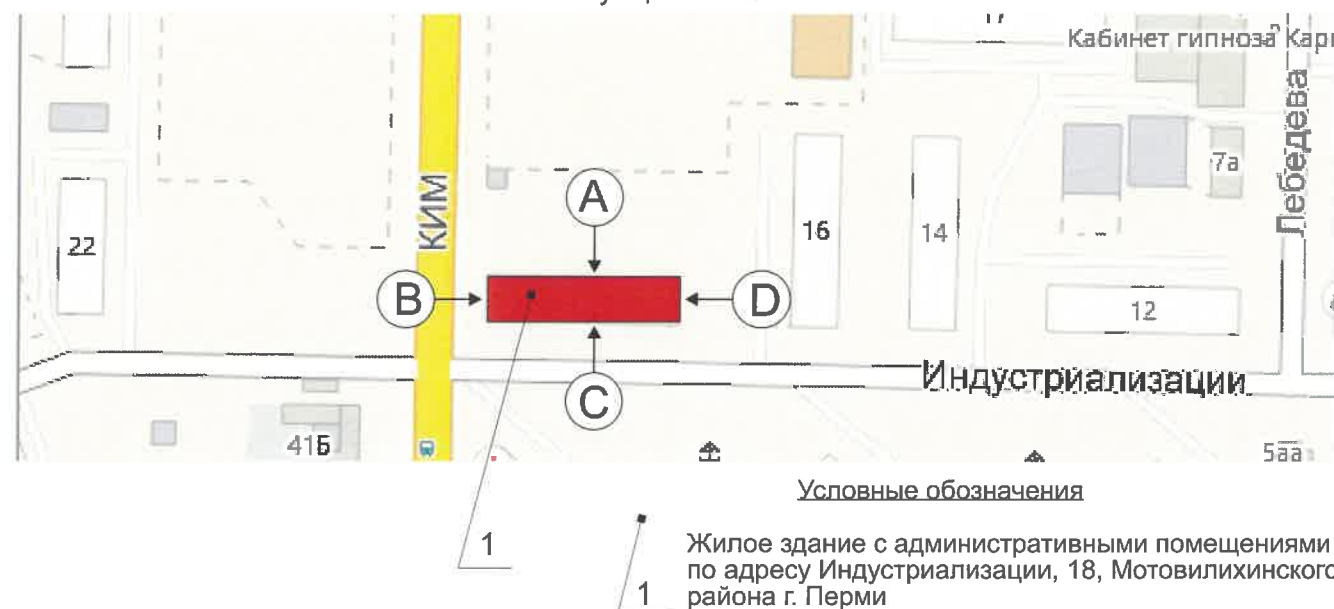 17
Кабинет гипноза Кар
Лебедева
7а
КИМ
А
22
16
14
В
D
12
С
Индустриализации
41Б
5аа
Условные обозначения
1
Жилое здание с административными помещениями
по адресу Индустриализации, 18, Мотовилихинского
1
района г. Перми